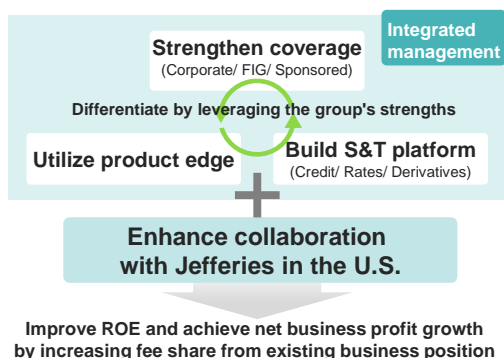 Integrated
management
Strengthen coverage
(Corporate/ FIG/ Sponsored)
Differentiate by leveraging the group's strengths
Utilize product edge
Build S&T platform
(Credit/ Rates/ Derivatives)
+
Enhance collaboration
with Jefferies in the U.S.
Improve ROE and achieve net business profit growth
by increasing fee share from existing business position